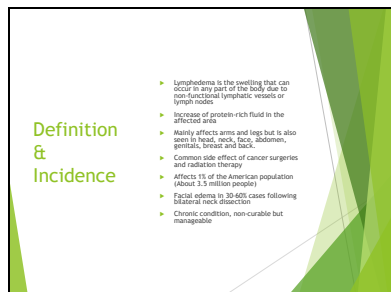 Definition
&
Incidence
Lymphedema is the swelling that can
occur in any part of the body due to
non-functional lymphatic vessels or
lymph nodes
Increase of protein-rich fluid in the
affected area
Mainly affects arms and legs but is also
seen in head, neck, face, abdomen,
genitals, breast and back.
Common side effect of cancer surgeries
and radiation therapy
Affects 1% of the American population
(About 3.5 million people)
Facial edema in 30-60% cases following
bilateral neck dissection
Chronic condition, non-curable but
manageable